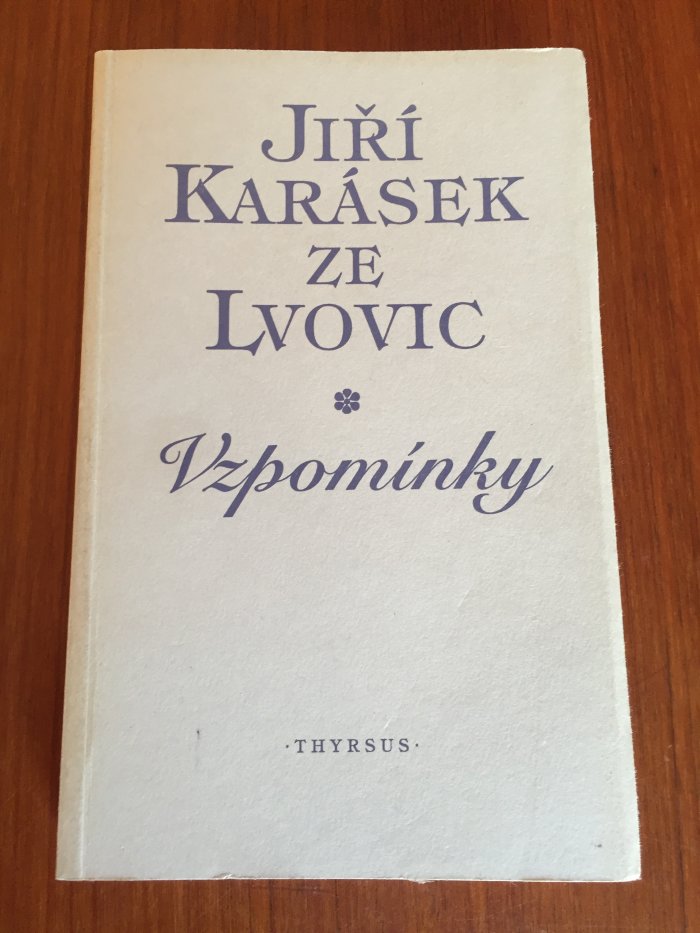 JIŘÍ
KARÁSEK
ZE
LVOVIC
Vzpomínky
·THYRSUS·